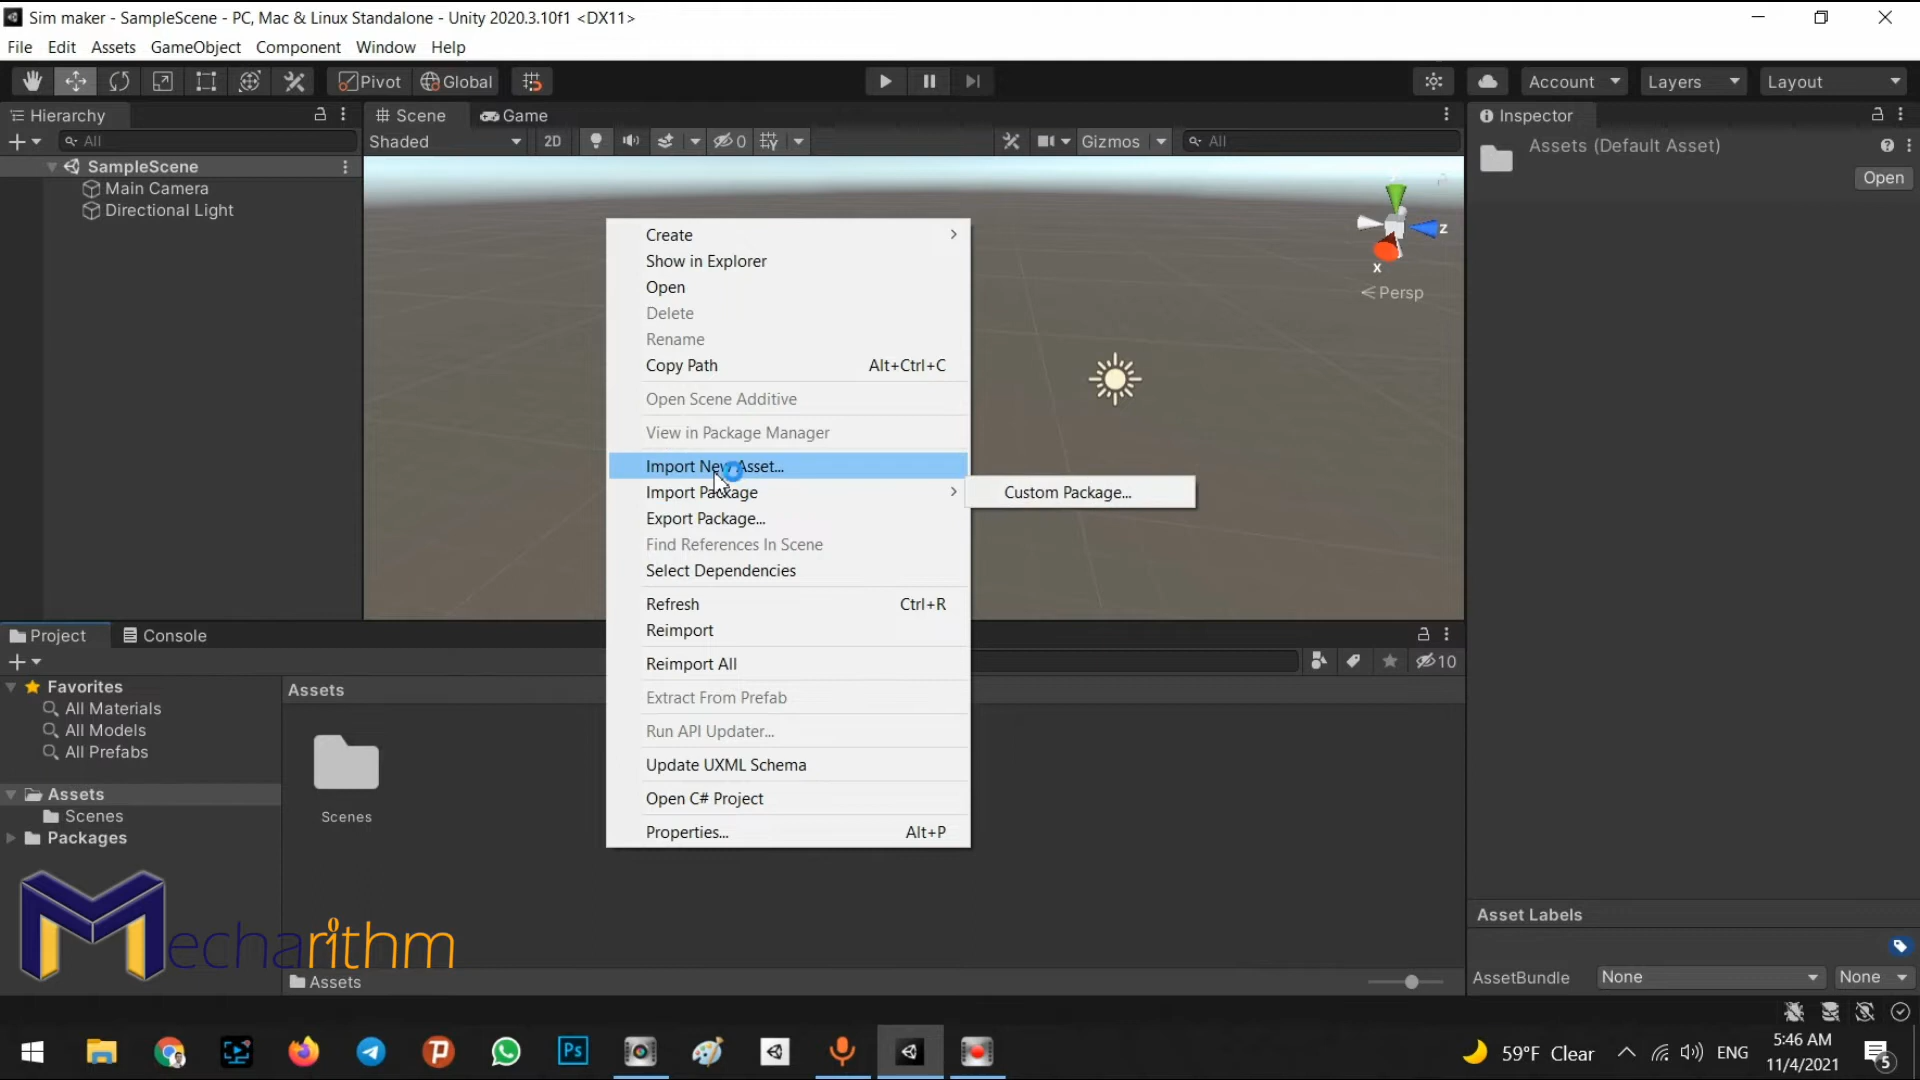 Sim maker - SampleScene - PC, Mac & Linux Standalone - Unity 2020.3.10f1 <DX11>
File Edit Assets GameObject Component Window Help
Pivot Global Account Layers Layout
Hierarchy
Scene Game
Inspector
All
Shaded 2D 0 Gizmos All
Assets (Default Asset)
Open
SampleScene
Main Camera
Directional Light
z
x
Persp
Create
Show in Explorer
Open
Delete
Rename
Copy Path Alt+Ctrl+C
Open Scene Additive
View in Package Manager
Import New Asset...
Import Package
Custom Package...
Export Package...
Find References In Scene
Select Dependencies
Refresh Ctrl+R
Reimport
Reimport All
Extract From Prefab
Run API Updater...
Update UXML Schema
Open C# Project
Properties... Alt+P
Project Console
10
Favorites
All Materials
All Models
All Prefabs
Assets
Scenes
Packages
Assets
Scenes
Assets
Mecharithm
Asset Labels
AssetBundle None None
Ps
59°F Clear ENG
5:46 AM
11/4/2021
5